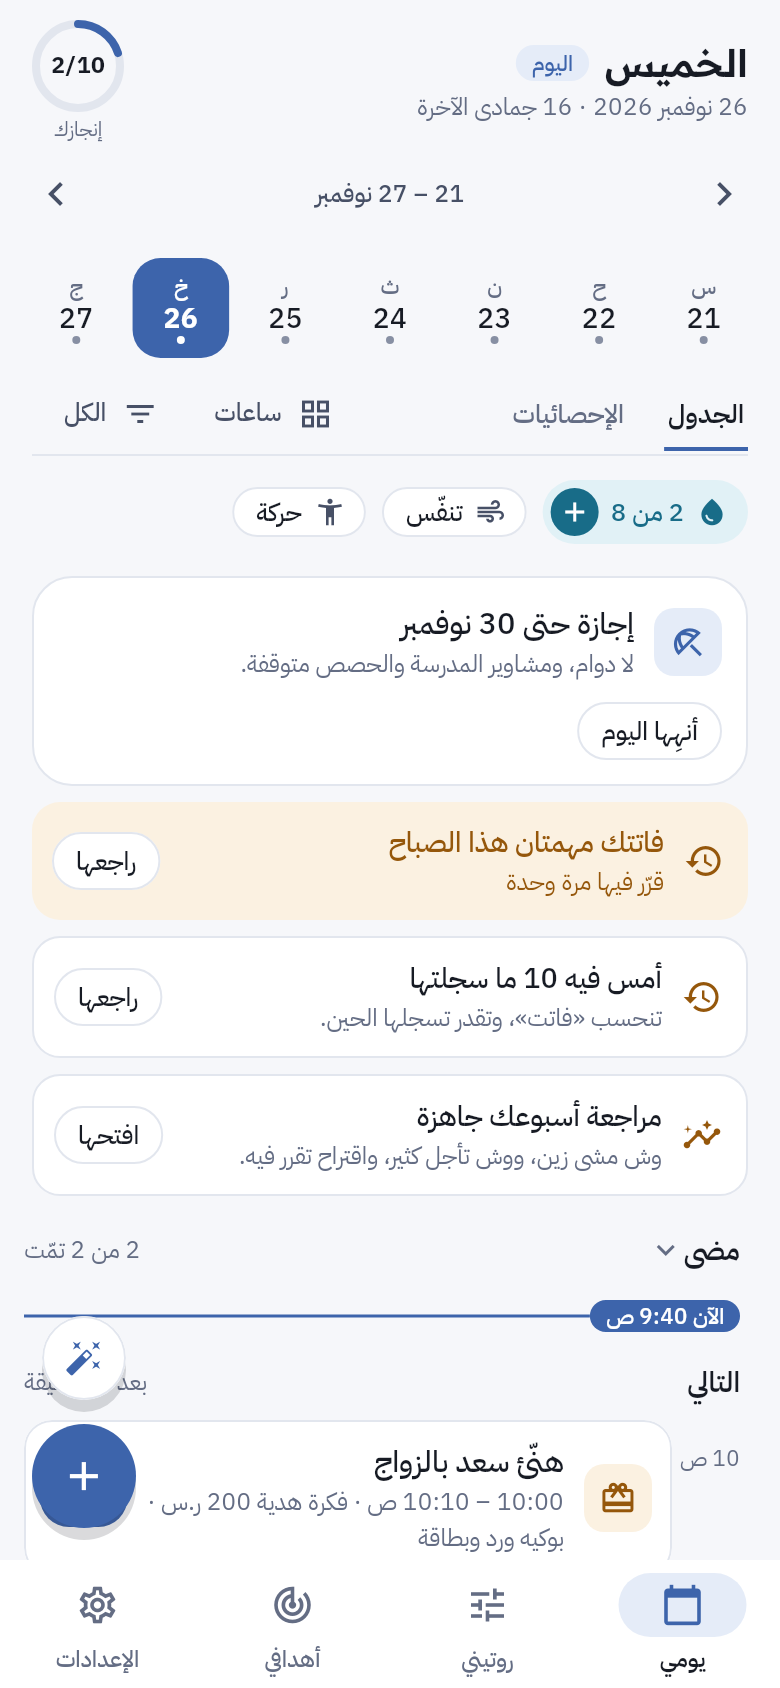 الخميس اليوم
26 نوفمبر 2026 · 16 جمادى الآخرة
2/10
إنجازك
21 – 27 نوفمبر
س ح ن ث ر خ ج
21 22 23 24 25 26 27
الجدول الإحصائيات ساعات الكل
2 من 8 تنفّس حركة
إجازة حتى 30 نوفمبر
لا دوام، ومشاوير المدرسة والحصص متوقفة.
أنهِها اليوم
فاتتك مهمتان هذا الصباح
قرّر فيها مرة وحدة
راجعها
أمس فيه 10 ما سجلتها
تنحسب «فاتت»، وتقدر تسجلها الحين.
راجعها
مراجعة أسبوعك جاهزة
وش مشى زين، ووش تأجل كثير، واقتراح تقرر فيه.
افتحها
مضى 2 من 2 تمّت
الآن 9:40 ص
التالي بعد
10 ص
هنّئ سعد بالزواج
10:00 – 10:10 ص · فكرة هدية 200 ر.س ·
بوكيه ورد وبطاقة
يومي روتيني أهدافي الإعدادات